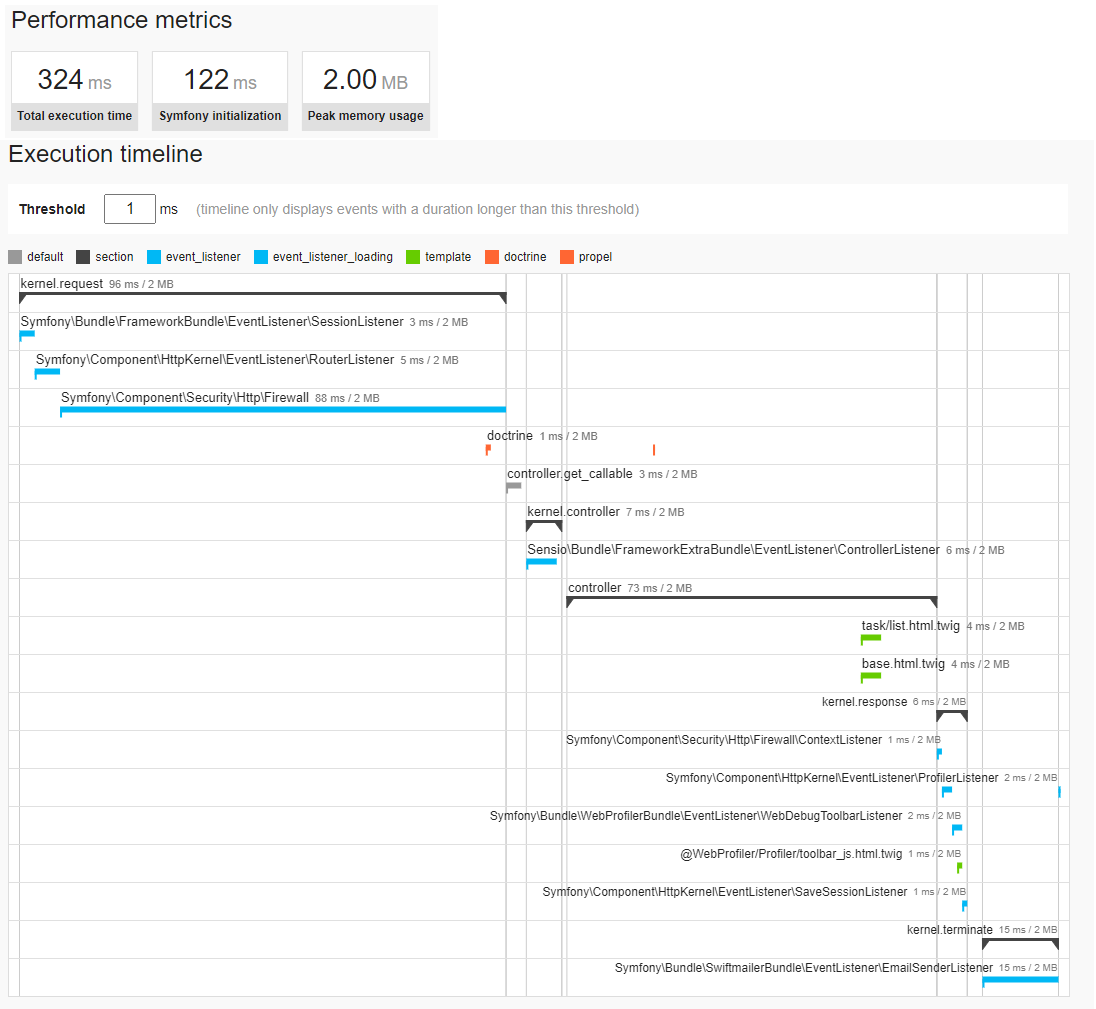 Performance metrics
324 ms
122 ms
2.00 MB
Total execution time
Symfony initialization
Peak memory usage
Execution timeline
Threshold 1 ms (timeline only displays events with a duration longer than this threshold)
default section event_listener event_listener_loading template doctrine propel
kernel.request 96 ms / 2 MB
Symfony\Bundle\FrameworkBundle\EventListener\SessionListener 3 ms / 2 MB
Symfony\Component\HttpKernel\EventListener\RouterListener 5 ms / 2 MB
Symfony\Component\Security\Http\Firewall 88 ms / 2 MB
doctrine 1 ms / 2 MB
controller.get_callable 3 ms / 2 MB
kernel.controller 7 ms / 2 MB
Sensio\Bundle\FrameworkExtraBundle\EventListener\ControllerListener 6 ms / 2 MB
controller 73 ms / 2 MB
task/list.html.twig 4 ms / 2 MB
base.html.twig 4 ms / 2 MB
kernel.response 6 ms / 2 MB
Symfony\Component\Security\Http\Firewall\ContextListener 1 ms / 2 MB
Symfony\Component\HttpKernel\EventListener\ProfilerListener 2 ms / 2 MB
Symfony\Bundle\WebProfilerBundle\EventListener\WebDebugToolbarListener 2 ms / 2 MB
@WebProfiler/Profiler/toolbar_js.html.twig 1 ms / 2 MB
Symfony\Component\HttpKernel\EventListener\SaveSessionListener 1 ms / 2 MB
kernel.terminate 15 ms / 2 MB
Symfony\Bundle\SwiftmailerBundle\EventListener\EmailSenderListener 15 ms / 2 MB